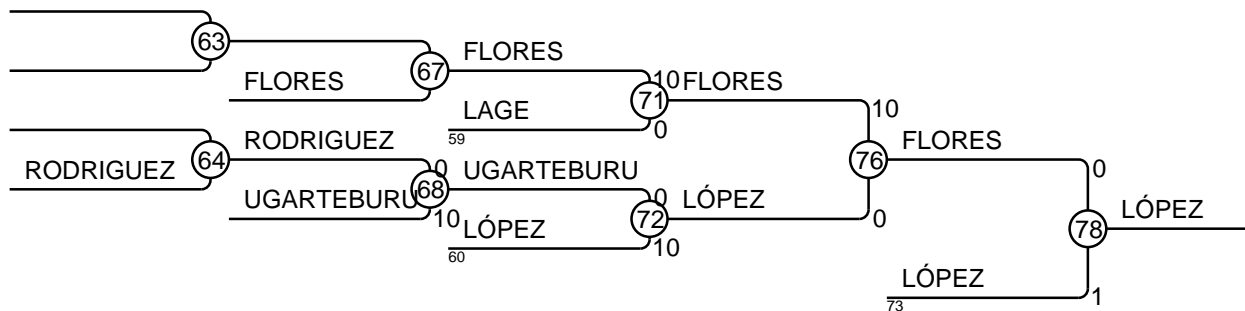 63
FLORES
67
FLORES
10
FLORES
71
10
LAGE
59
0
FLORES
RODRIGUEZ
76
RODRIGUEZ
64
0
0
UGARTEBURU
68
0
LÓPEZ
UGARTEBURU
10
72
0
LÓPEZ
78
LÓPEZ
60
10
LÓPEZ
73
1